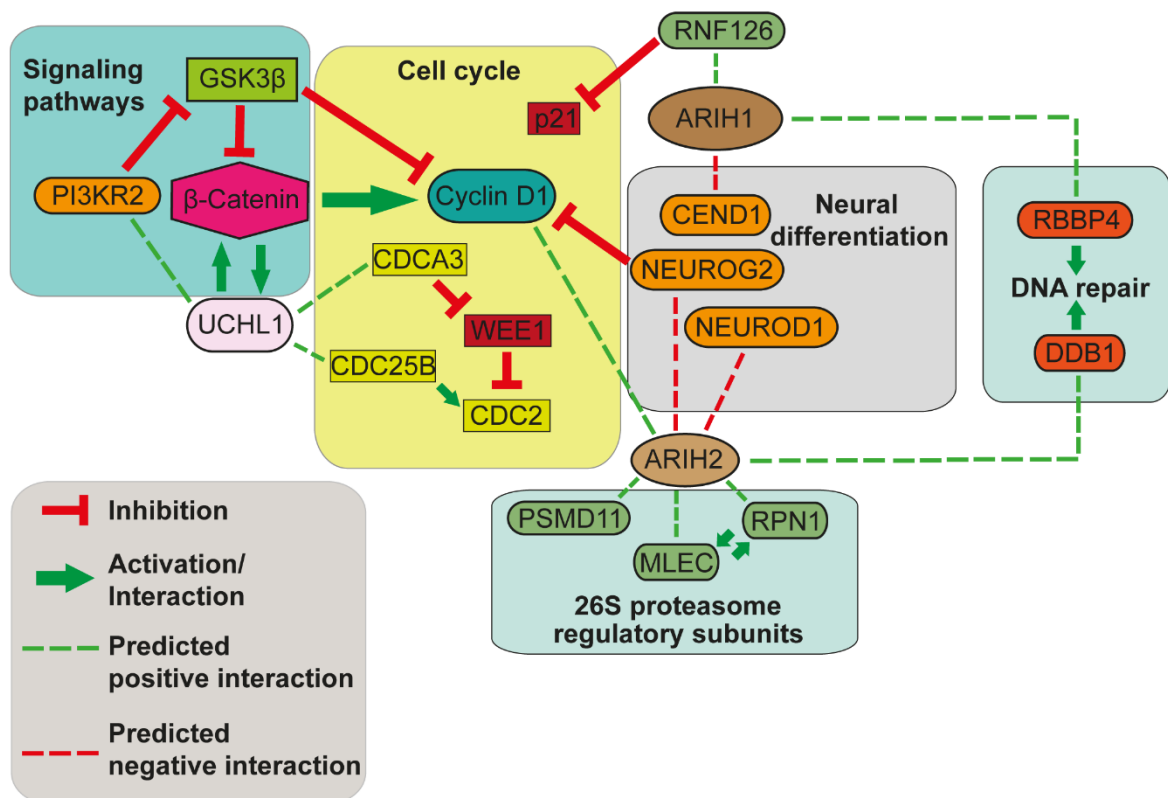 Signaling
pathways
GSK3β
PI3KR2
β-Catenin
UCHL1
Cell cycle
p21
Cyclin D1
CDCA3
WEE1
CDC25B
CDC2
RNF126
ARIH1
CEND1
Neural
differentiation
NEUROG2
NEUROD1
RBBP4
DNA repair
DDB1
ARIH2
PSMD11
RPN1
MLEC
26S proteasome
regulatory subunits
Inhibition
Activation/
Interaction
Predicted
positive interaction
Predicted
negative interaction